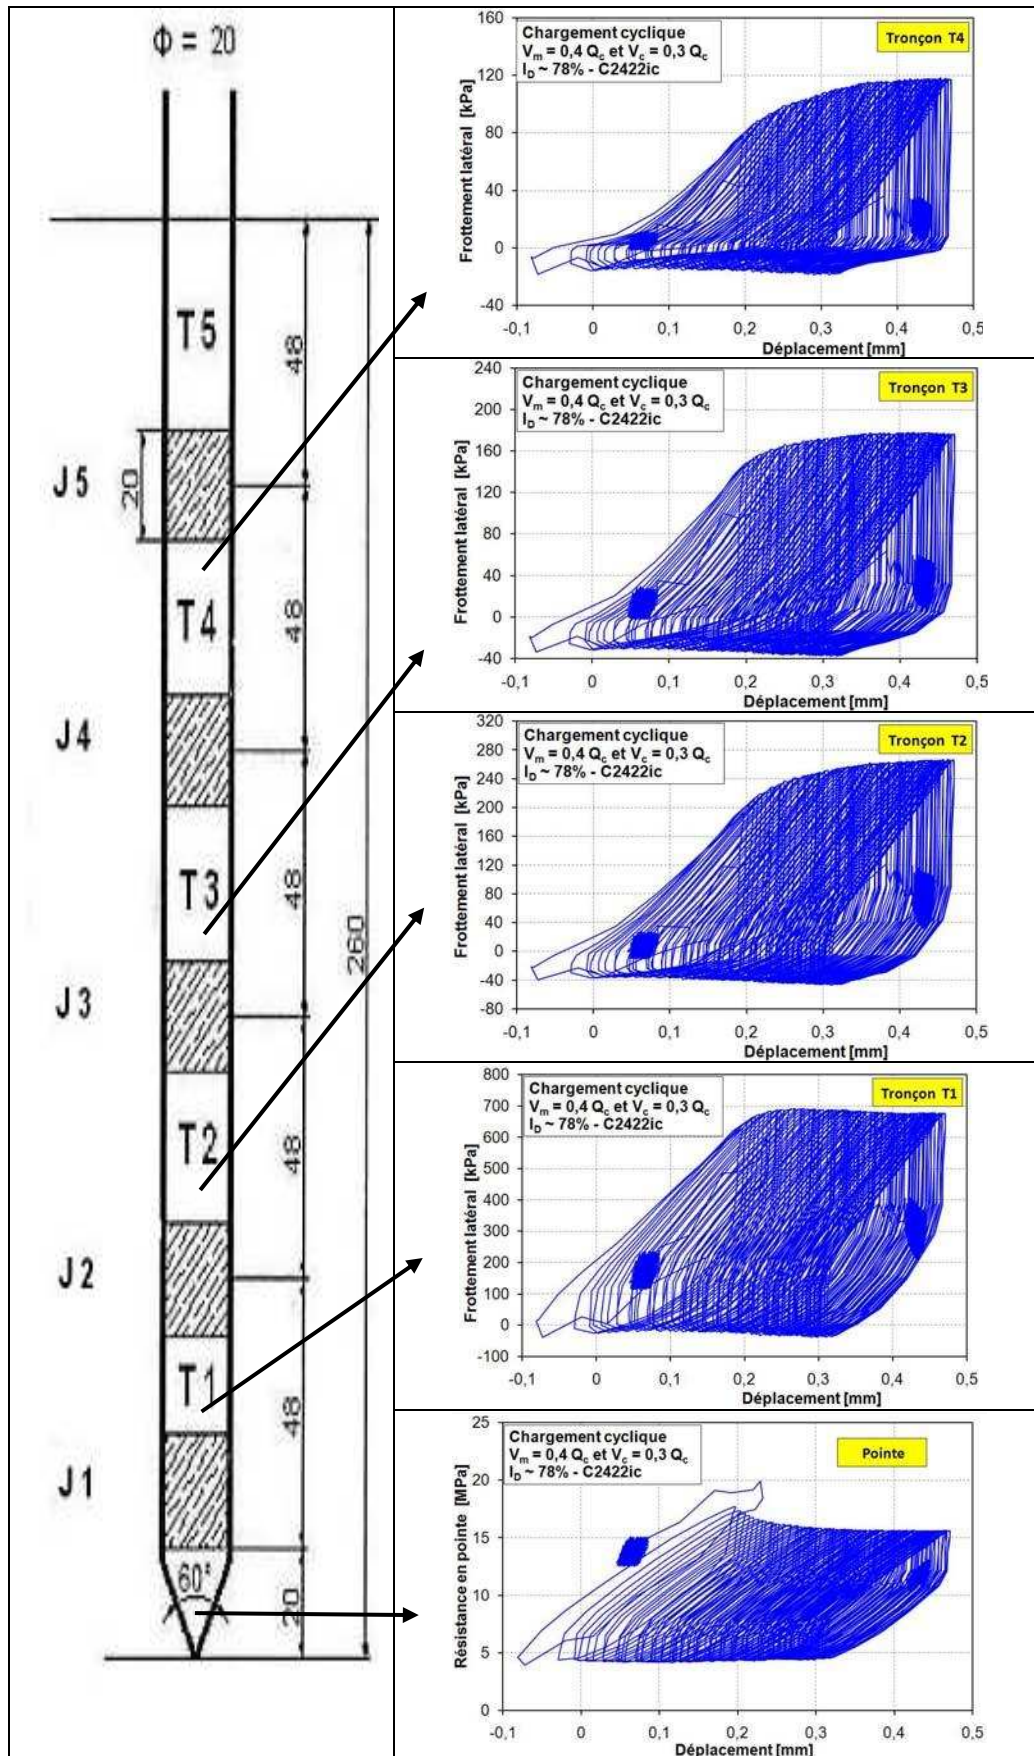 Φ = 20
T5
48
J5
20
T4
48
J4
T3
48
260
J3
T2
48
J2
T1
48
J1
60°
20
Chargement cyclique
Vm = 0,4 Qc et Vc = 0,3 Qc
ID ~ 78% - C2422ic
Tronçon T4
Frottement latéral [kPa]
160
120
80
40
0
-40
-0,1 0 0,1 0,2 0,3 0,4 0,5
Déplacement [mm]
Chargement cyclique
Vm = 0,4 Qc et Vc = 0,3 Qc
ID ~ 78% - C2422ic
Tronçon T3
Frottement latéral [kPa]
240
200
160
120
80
40
0
-40
-0,1 0 0,1 0,2 0,3 0,4 0,5
Déplacement [mm]
Chargement cyclique
Vm = 0,4 Qc et Vc = 0,3 Qc
ID ~ 78% - C2422ic
Tronçon T2
Frottement latéral [kPa]
320
280
240
200
160
120
80
40
0
-40
-80
-0,1 0 0,1 0,2 0,3 0,4 0,5
Déplacement [mm]
Chargement cyclique
Vm = 0,4 Qc et Vc = 0,3 Qc
ID ~ 78% - C2422ic
Tronçon T1
Frottement latéral [kPa]
800
700
600
500
400
300
200
100
0
-100
-0,1 0 0,1 0,2 0,3 0,4 0,5
Déplacement [mm]
Chargement cyclique
Vm = 0,4 Qc et Vc = 0,3 Qc
ID ~ 78% - C2422ic
Pointe
Résistance en pointe [MPa]
25
20
15
10
5
0
-0,1 0 0,1 0,2 0,3 0,4 0,5
Déplacement [mm]